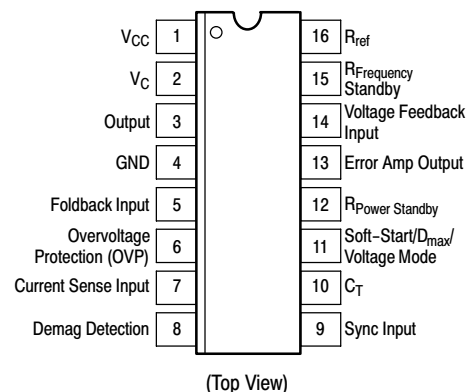 VCC 1
VC 2
Output 3
GND 4
Foldback Input 5
Overvoltage
Protection (OVP) 6
Current Sense Input 7
Demag Detection 8
16 Rref
15 RFrequency
Standby
14 Voltage Feedback
Input
13 Error Amp Output
12 RPower Standby
11 Soft−Start/Dmax/
Voltage Mode
10 CT
9 Sync Input
(Top View)